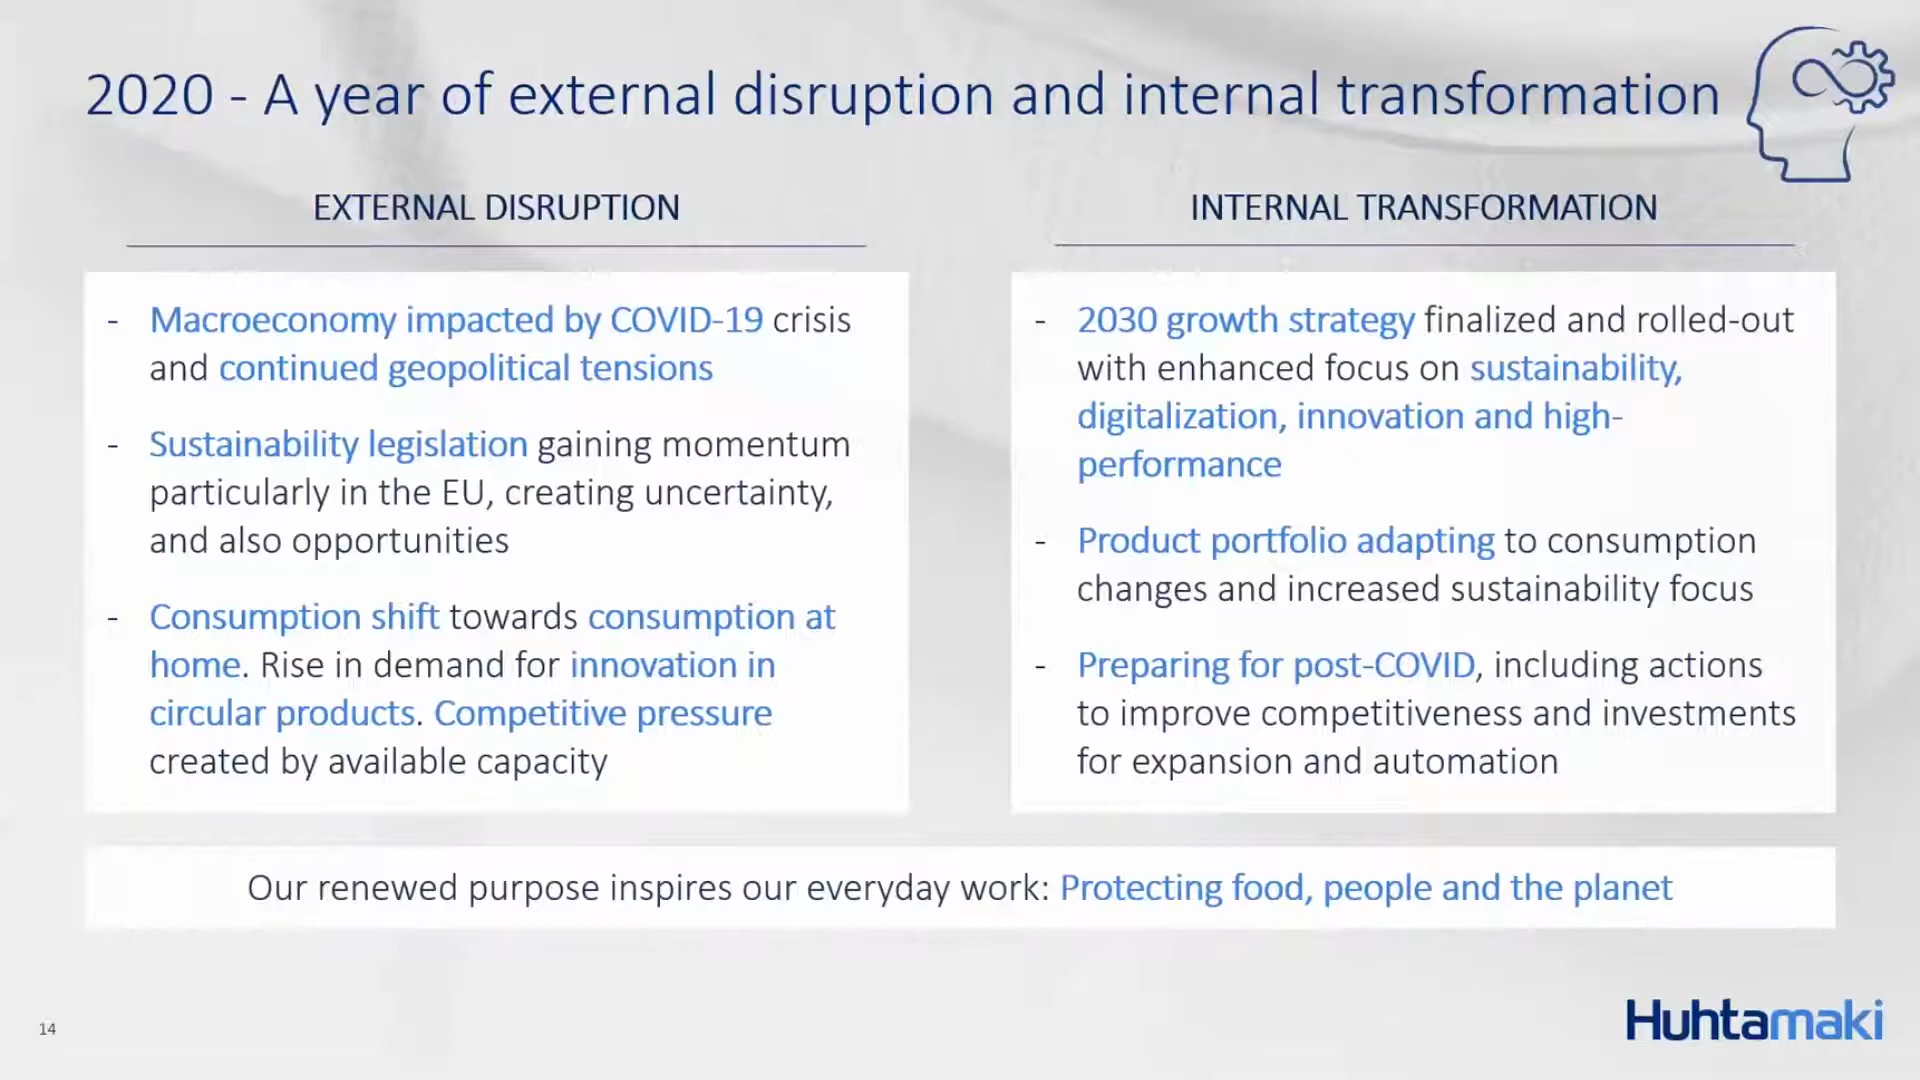 2020 - A year of external disruption and internal transformation
EXTERNAL DISRUPTION
- Macroeconomy impacted by COVID-19 crisis
and continued geopolitical tensions
- Sustainability legislation gaining momentum
particularly in the EU, creating uncertainty,
and also opportunities
- Consumption shift towards consumption at
home. Rise in demand for innovation in
circular products. Competitive pressure
created by available capacity
INTERNAL TRANSFORMATION
- 2030 growth strategy finalized and rolled-out
with enhanced focus on sustainability,
digitalization, innovation and high-
performance
- Product portfolio adapting to consumption
changes and increased sustainability focus
- Preparing for post-COVID, including actions
to improve competitiveness and investments
for expansion and automation
Our renewed purpose inspires our everyday work: Protecting food, people and the planet
14
Huhtamaki